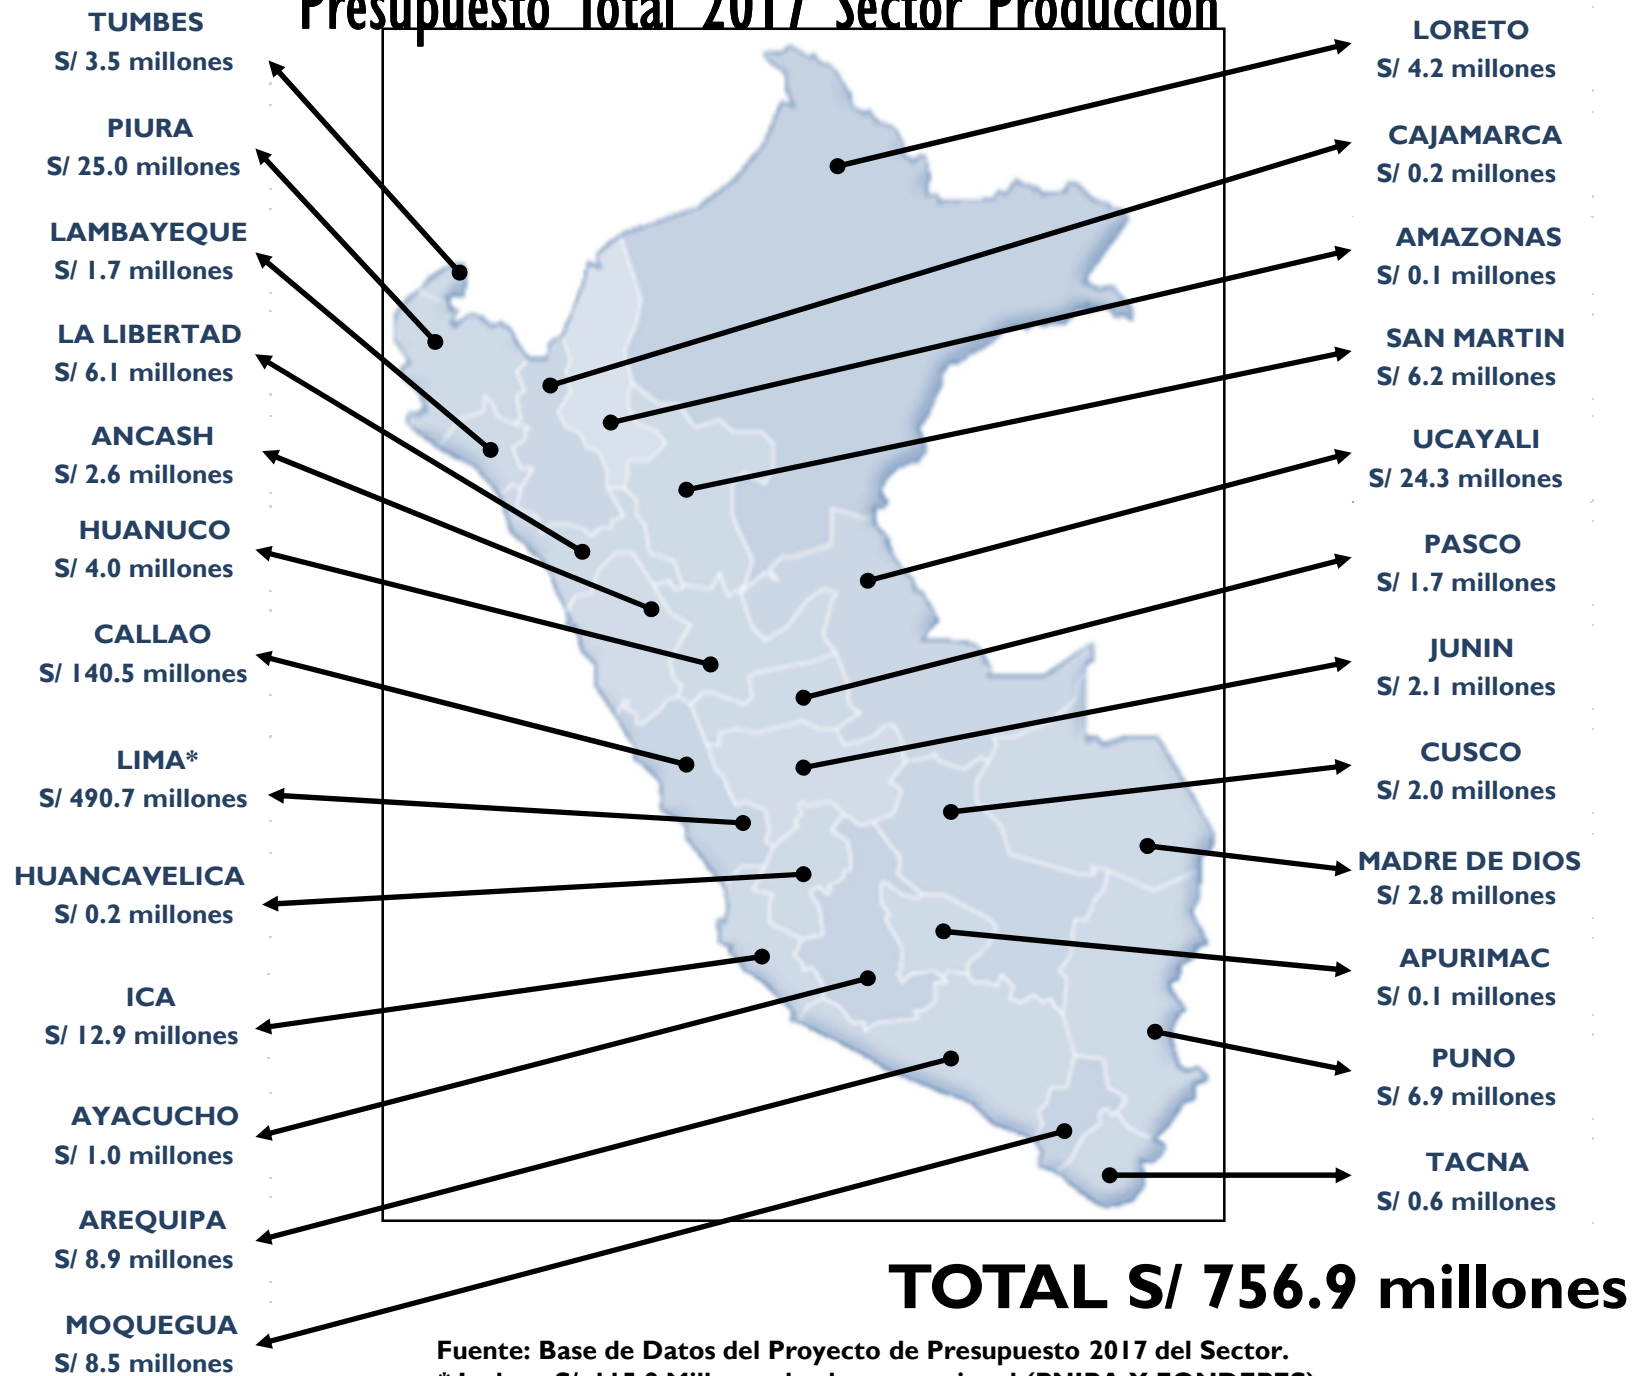 Presupuesto Total 2017 Sector Producción
TUMBES
S/ 3.5 millones
PIURA
S/ 25.0 millones
LAMBAYEQUE
S/ 1.7 millones
LA LIBERTAD
S/ 6.1 millones
ANCASH
S/ 2.6 millones
HUANUCO
S/ 4.0 millones
CALLAO
S/ 140.5 millones
LIMA*
S/ 490.7 millones
HUANCAVELICA
S/ 0.2 millones
ICA
S/ 12.9 millones
AYACUCHO
S/ 1.0 millones
AREQUIPA
S/ 8.9 millones
MOQUEGUA
S/ 8.5 millones
LORETO
S/ 4.2 millones
CAJAMARCA
S/ 0.2 millones
AMAZONAS
S/ 0.1 millones
SAN MARTIN
S/ 6.2 millones
UCAYALI
S/ 24.3 millones
PASCO
S/ 1.7 millones
JUNIN
S/ 2.1 millones
CUSCO
S/ 2.0 millones
MADRE DE DIOS
S/ 2.8 millones
APURIMAC
S/ 0.1 millones
PUNO
S/ 6.9 millones
TACNA
S/ 0.6 millones
TOTAL S/ 756.9 millones
Fuente: Base de Datos del Proyecto de Presupuesto 2017 del Sector.